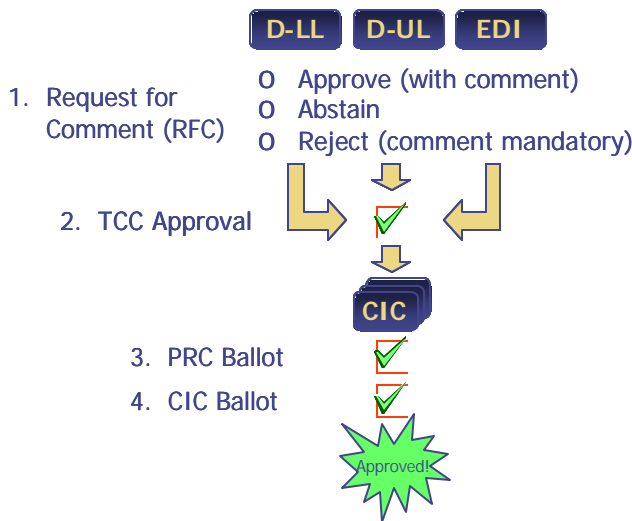 D-LL D-UL EDI
1. Request for
Comment (RFC)
o Approve (with comment)
o Abstain
o Reject (comment mandatory)
2. TCC Approval
CIC
3. PRC Ballot
4. CIC Ballot
Approved!